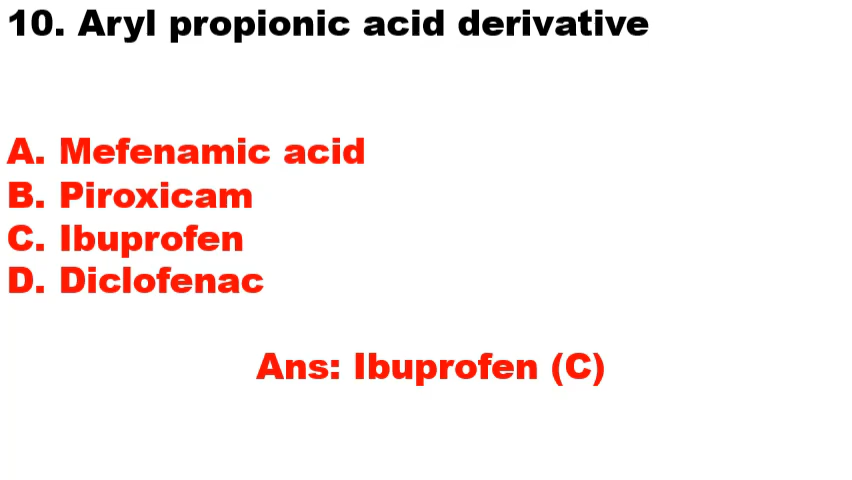 10. Aryl propionic acid derivative
A. Mefenamic acid
B. Piroxicam
C. Ibuprofen
D. Diclofenac
Ans: Ibuprofen (C)